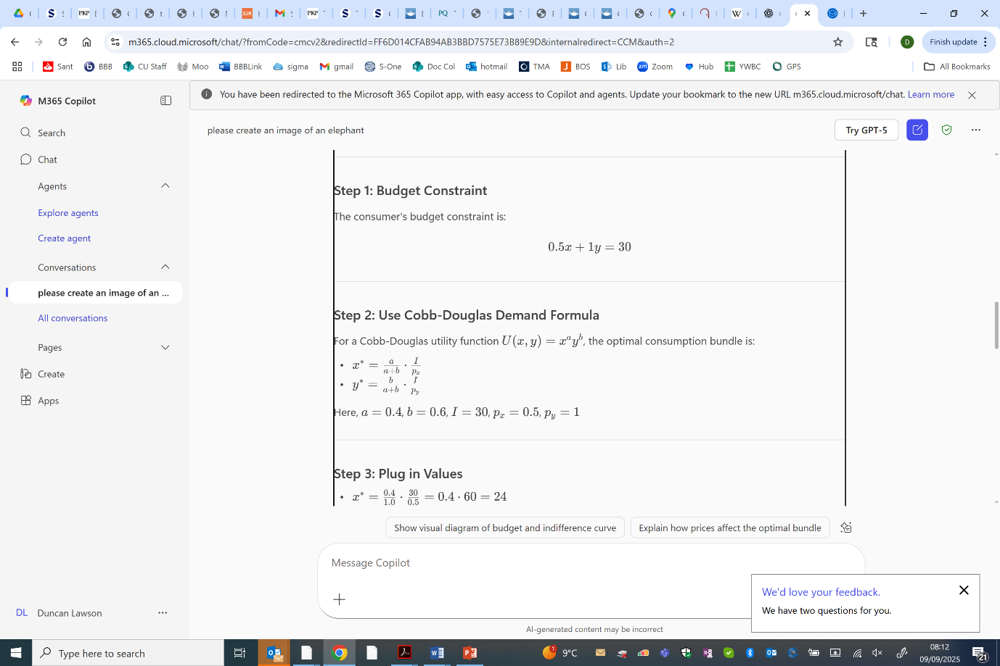 m365.cloud.microsoft/chat/?fromCode=cmcv2&redirectId=FF6D014CFAB94AB3BBD7575E73B89E9D&internalredirect=CCM&auth=2
D
Finish update
Sant BBB CU Staff Moo BBBLink sigma gmail S-One Doc Col hotmail TMA BOS Lib Zoom Hub YWBC GPS All Bookmarks
M365 Copilot
Search
Chat
Agents
Explore agents
Create agent
Conversations
please create an image of an ...
All conversations
Pages
Create
Apps
DL Duncan Lawson
You have been redirected to the Microsoft 365 Copilot app, with easy access to Copilot and agents. Update your bookmark to the new URL m365.cloud.microsoft/chat. Learn more
please create an image of an elephant
Try GPT-5
Step 1: Budget Constraint
The consumer's budget constraint is:
0.5x + 1y = 30
Step 2: Use Cobb-Douglas Demand Formula
For a Cobb-Douglas utility function U(x, y) = x^a y^b, the optimal consumption bundle is:
• x* = a/(a+b) · I/p_x
• y* = b/(a+b) · I/p_y
Here, a = 0.4, b = 0.6, I = 30, p_x = 0.5, p_y = 1
Step 3: Plug in Values
• x* = 0.4/1.0 · 30/0.5 = 0.4 · 60 = 24
Show visual diagram of budget and indifference curve
Explain how prices affect the optimal bundle
Message Copilot
AI-generated content may be incorrect
We'd love your feedback.
We have two questions for you.
Type here to search
9°C
08:12
09/09/2025
21